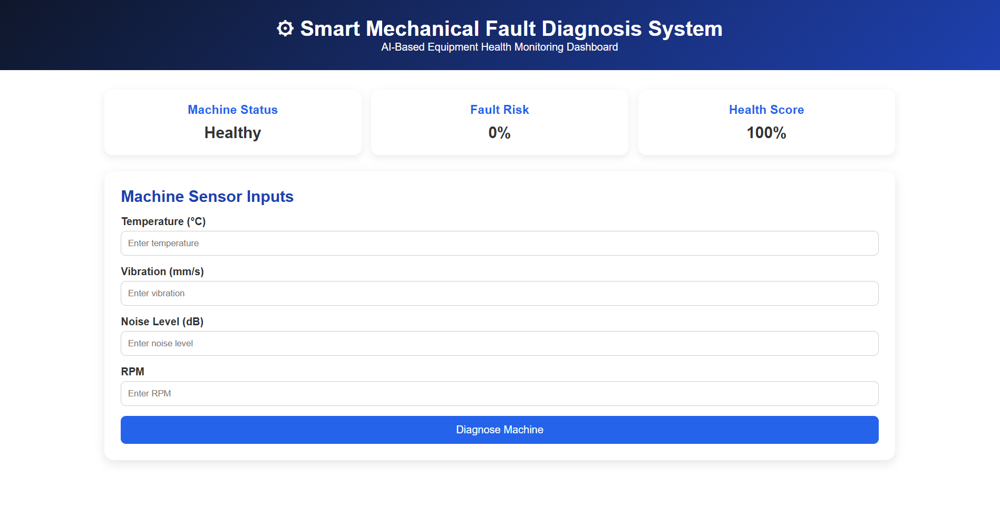 ⚙ Smart Mechanical Fault Diagnosis System
AI-Based Equipment Health Monitoring Dashboard
Machine Status
Healthy
Fault Risk
0%
Health Score
100%
Machine Sensor Inputs
Temperature (°C)
Enter temperature
Vibration (mm/s)
Enter vibration
Noise Level (dB)
Enter noise level
RPM
Enter RPM
Diagnose Machine